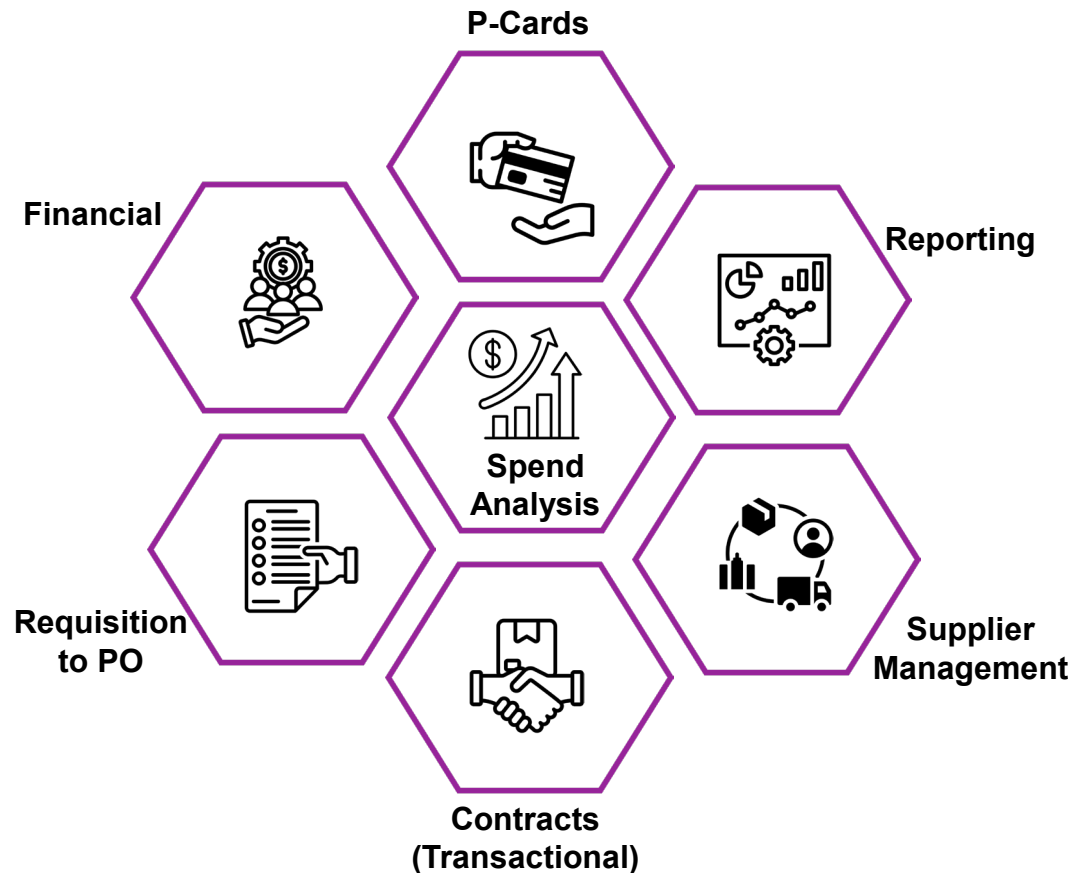 P-Cards
Financial
Reporting
$
$
Spend
Analysis
Requisition
to PO
Supplier
Management
Contracts
(Transactional)